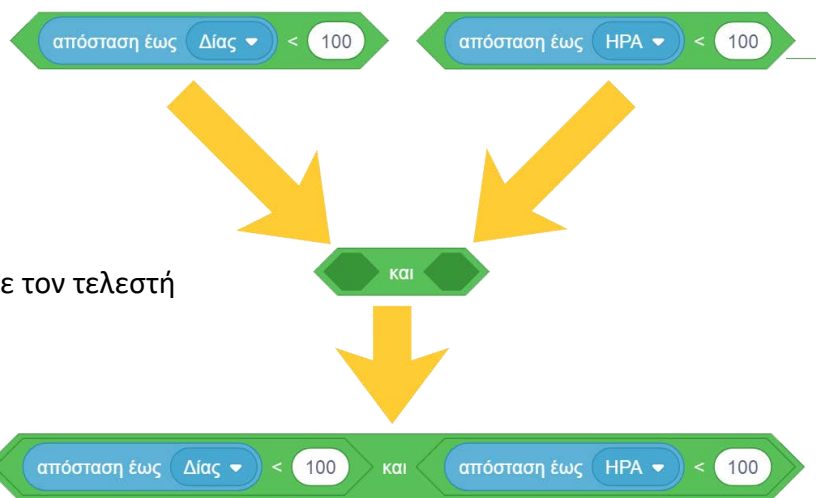 απόσταση έως Δίας < 100 απόσταση έως ΗΡΑ < 100
και
ε τον τελεστή
απόσταση έως Δίας < 100 και απόσταση έως ΗΡΑ < 100